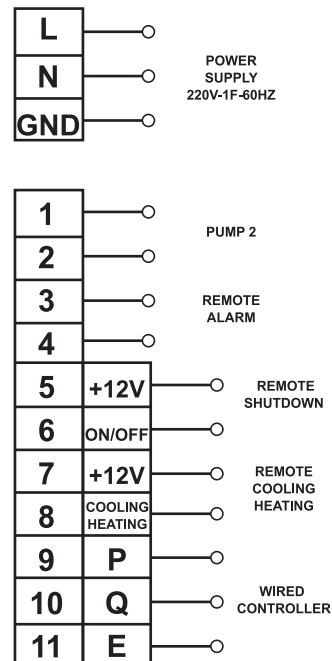 L
N
GND
POWER
SUPPLY
220V-1F-60HZ
1
2
PUMP 2
3
4
REMOTE
ALARM
5 +12V
6 ON/OFF
REMOTE
SHUTDOWN
7 +12V
8 COOLING
HEATING
REMOTE
COOLING
HEATING
9 P
10 Q
11 E
WIRED
CONTROLLER